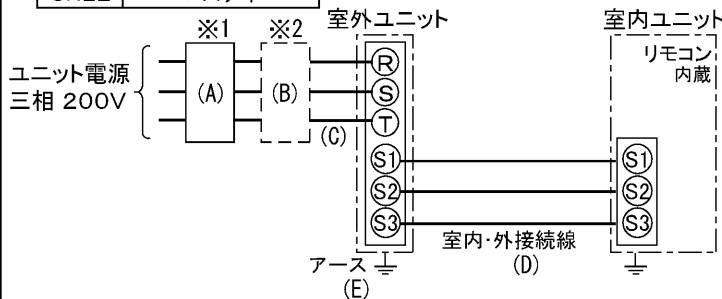 ※1
※2
室外ユニット
室内ユニット
ユニット電源
三相 200V
(A)
(B)
(C)
R
S
T
S1
S2
S3
リモコン
内蔵
S1
S2
S3
室内・外接続線
(D)
アース
(E)